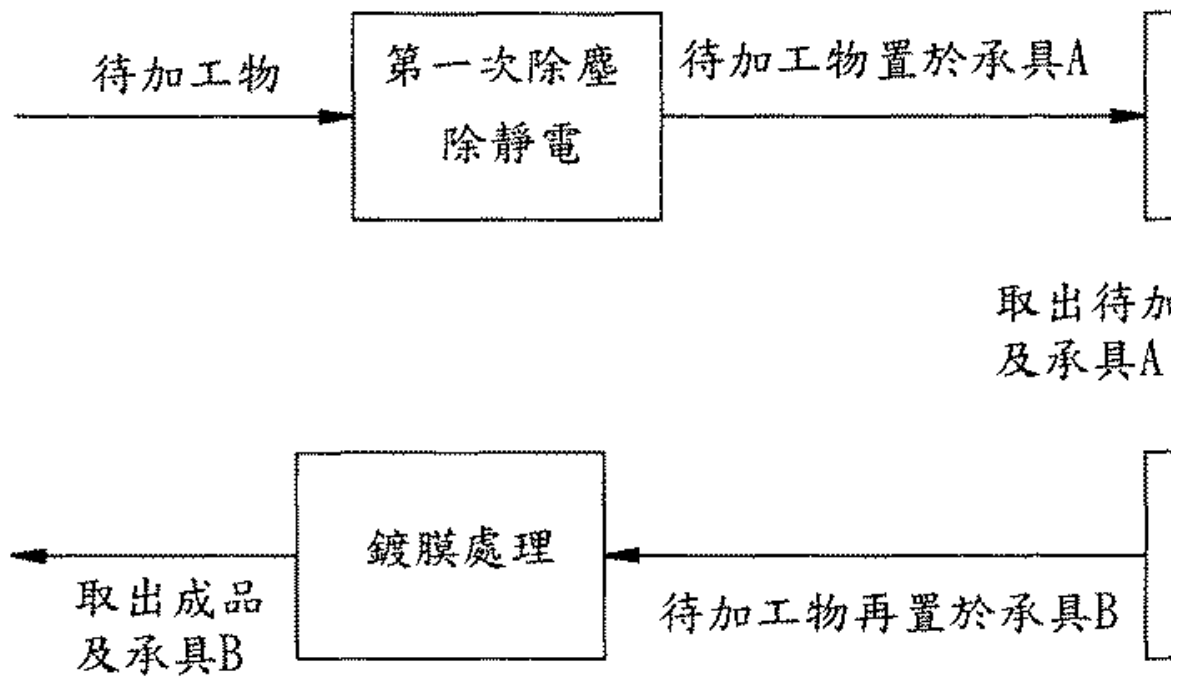 待加工物
第一次除塵
除靜電
待加工物置於承具A
取出待加
及承具A
鍍膜處理
待加工物再置於承具B
取出成品
及承具B